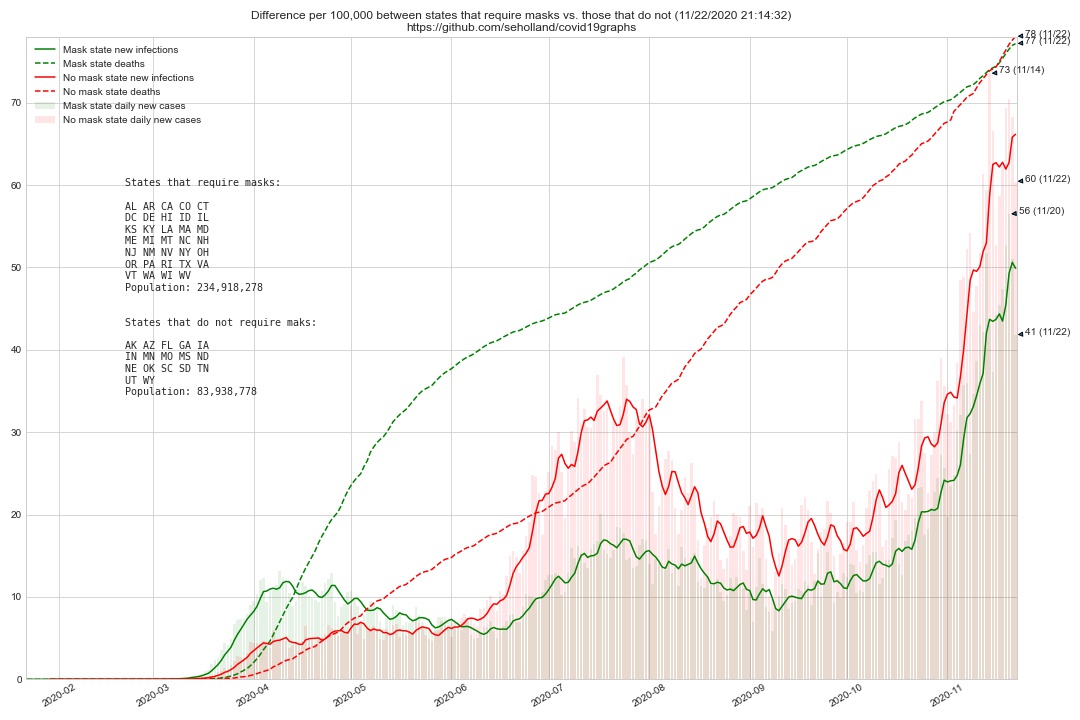 Difference per 100,000 between states that require masks vs. those that do not (11/22/2020 21:14:32)
https://github.com/seholland/covid19graphs
Mask state new infections
Mask state deaths
No mask state new infections
No mask state deaths
Mask state daily new cases
No mask state daily new cases
78 (11/22)
77 (11/22)
73 (11/14)
60 (11/22)
56 (11/20)
41 (11/22)
States that require masks:
AL AR CA CO CT
DC DE HI ID IL
KS KY LA MA MD
ME MI MT NC NH
NJ NM NV NY OH
OR PA RI TX VA
VT WA WI WV
Population: 234,918,278
States that do not require maks:
AK AZ FL GA IA
IN MN MO MS ND
NE OK SC SD TN
UT WY
Population: 83,938,778
70
60
50
40
30
20
10
0
2020-02
2020-03
2020-04
2020-05
2020-06
2020-07
2020-08
2020-09
2020-10
2020-11